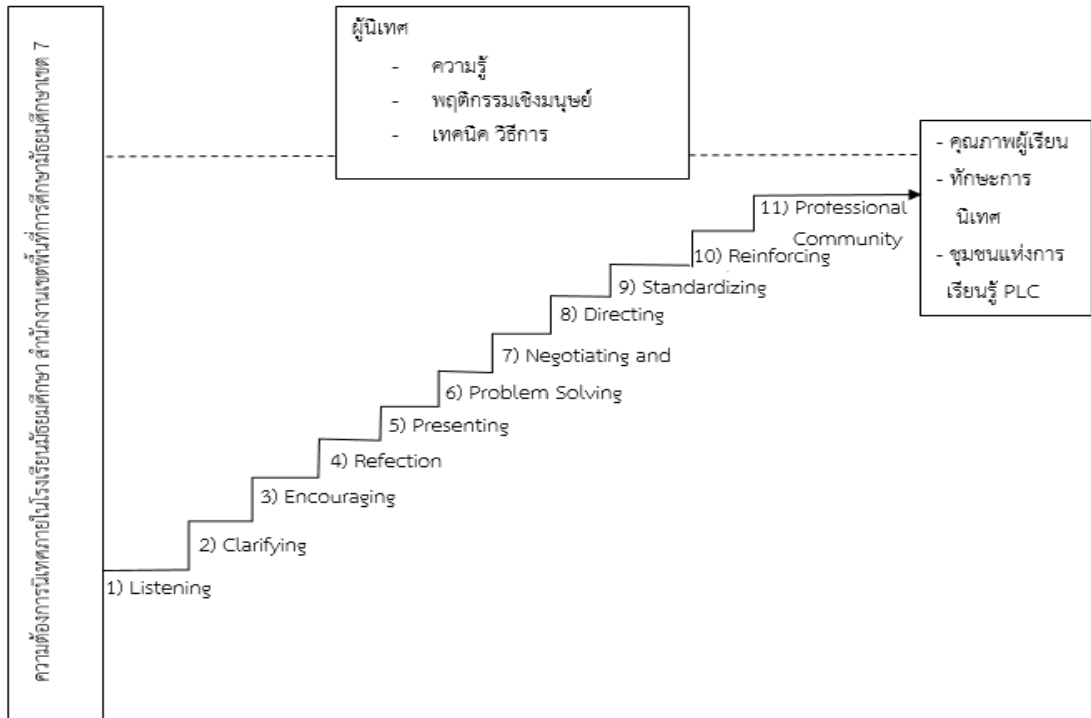 ความต้องการนิเทศภายในโรงเรียนมัธยมศึกษา สำนักงานเขตพื้นที่การศึกษามัธยมศึกษาเขต 7
ผู้นิเทศ
- ความรู้
- พฤติกรรมเชิงมนุษย์
- เทคนิค วิธีการ
- คุณภาพผู้เรียน
- ทักษะการ
นิเทศ
- ชุมชนแห่งการ
เรียนรู้ PLC
11) Professional
Community
10) Reinforcing
9) Standardizing
8) Directing
7) Negotiating and
6) Problem Solving
5) Presenting
4) Refection
3) Encouraging
2) Clarifying
1) Listening